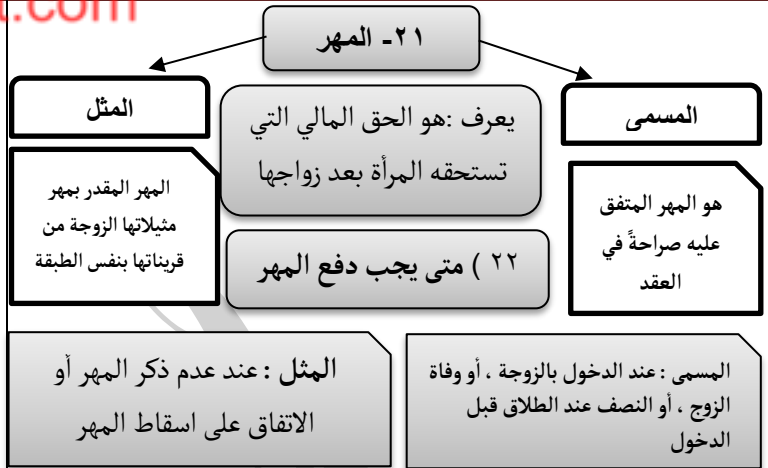 t.com
٢١- المهر
المسمى
المثل
يعرف :هو الحق المالي التي
تستحقه المرأة بعد زواجها
هو المهر المتفق
عليه صراحةً في
العقد
المهر المقدر بمهر
مثيلاتها الزوجة من
قريناتها بنفس الطبقة
٢٢ ) متى يجب دفع المهر
المسمى : عند الدخول بالزوجة ، أو وفاة
الزوج ، أو النصف عند الطلاق قبل
الدخول
المثل : عند عدم ذكر المهر أو
الاتفاق على اسقاط المهر